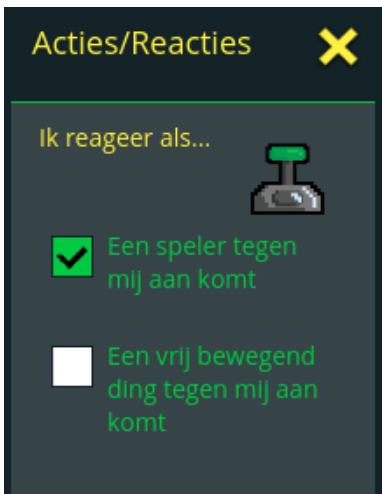 Acties/Reacties
Ik reageer als...
Een speler tegen
mij aan komt
Een vrij bewegend
ding tegen mij aan
komt